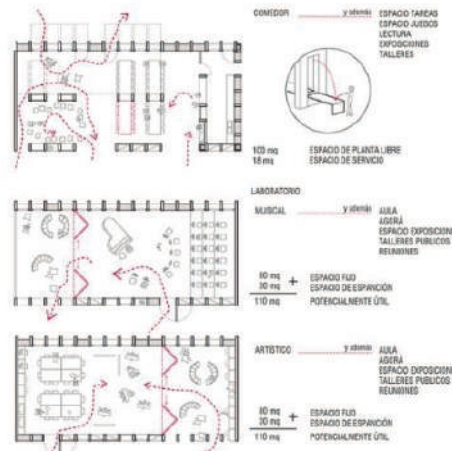 COMEDOR y además ESPACIO TAREAS
ESPACIO JUEGOS
LECTURA
EXPOSICIONES
TALLERES
100 mq ESPACIO DE PLANTA LIBRE
18 mq ESPACIO DE SERVICIO
LABORATORIO
MUSICAL y además AULA
AGORÁ
ESPACIO EXPOSICION
TALLERES PUBLICOS
REUNIONES
80 mq + ESPACIO FIJO
30 mq ESPACIO DE ESPANCIÓN
110 mq POTENCIALMENTE ÚTIL
ARTÍSTICO y además AULA
AGORÁ
ESPACIO EXPOSICION
TALLERES PUBLICOS
REUNIONES
80 mq + ESPACIO FIJO
30 mq ESPACIO DE ESPANCIÓN
110 mq POTENCIALMENTE ÚTIL